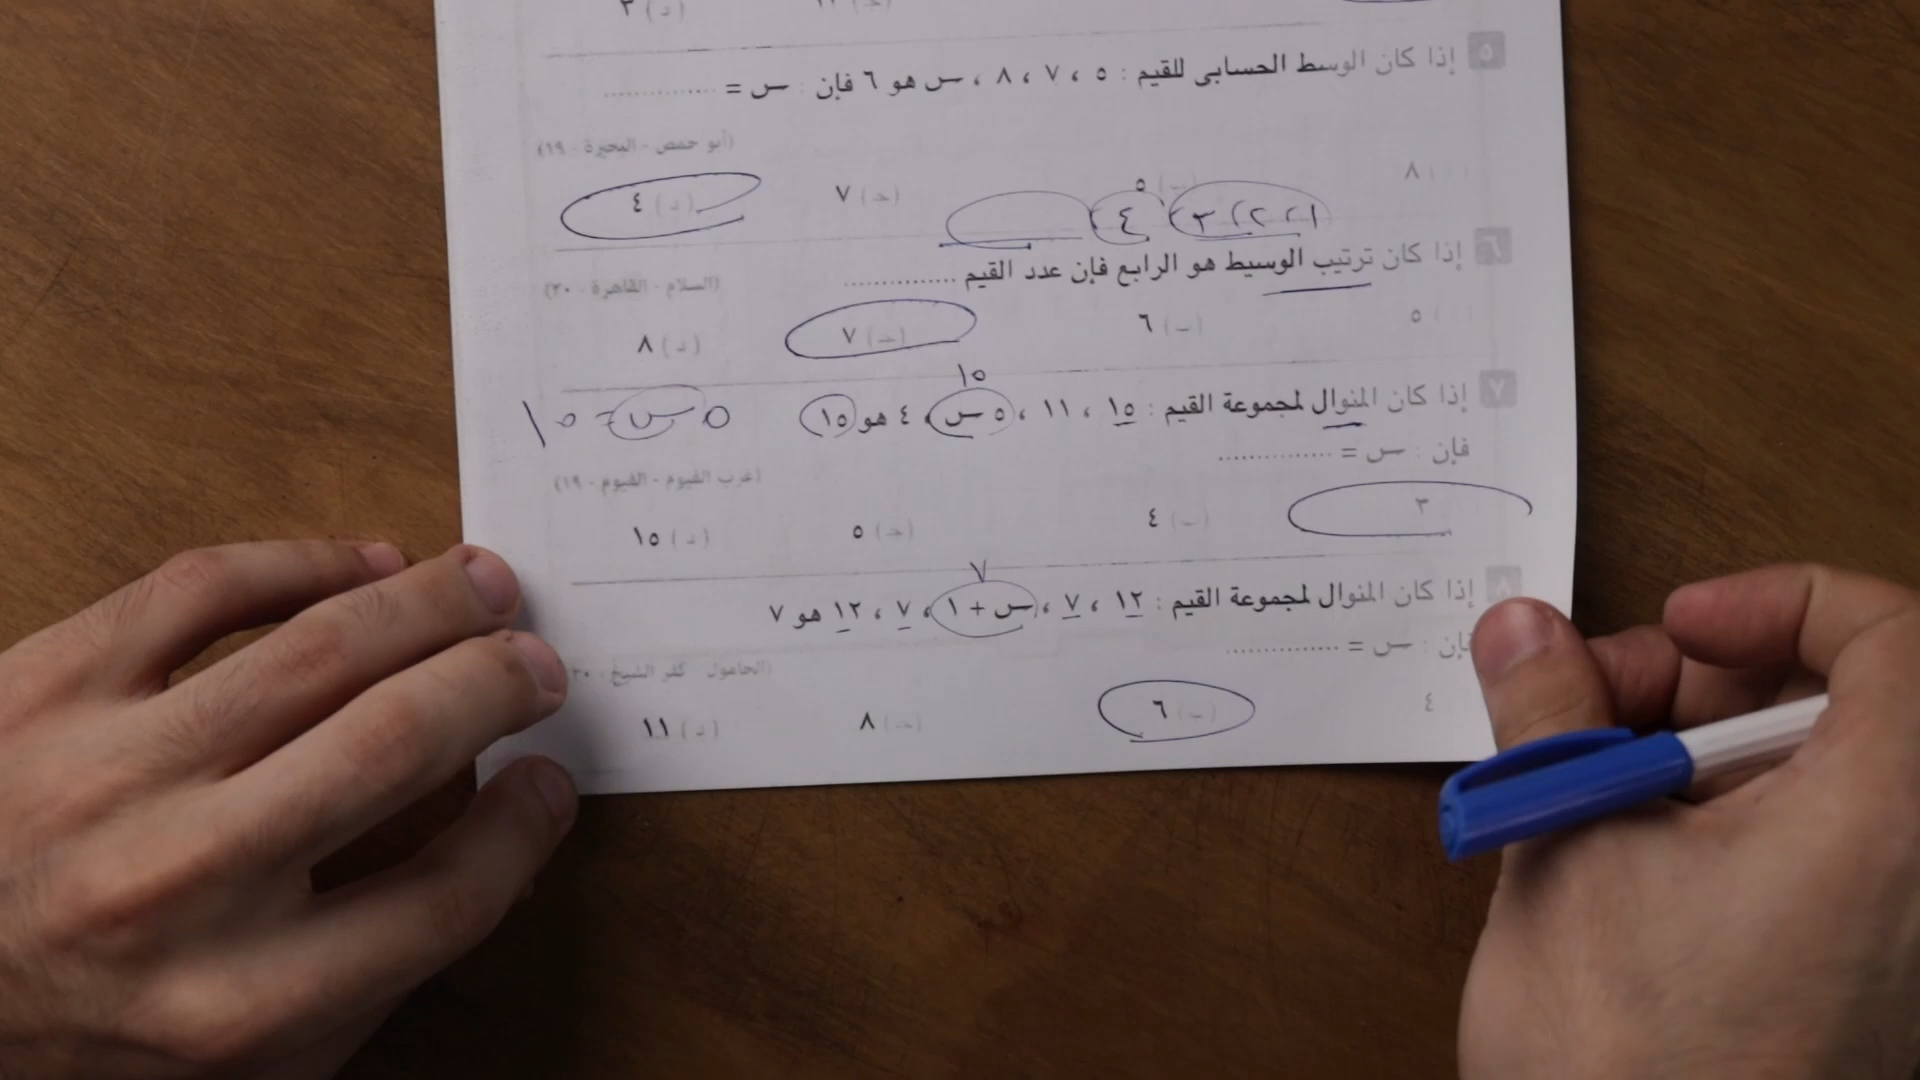 (د) ٣
٥ إذا كان الوسط الحسابى للقيم : ٥ ، ٧ ، ٨ ، س هو ٦ فإن : س = ..............
(أبو حمص - البحيرة - ١٩)
٨ (ب) ٥ (جـ) ٧ (د) ٤
١ ، ٢ ، ٣ ، ٤
٦ إذا كان ترتيب الوسيط هو الرابع فإن عدد القيم ..............
(السلام - القاهرة - ٢٠)
٥ (ب) ٦ (جـ) ٧ (د) ٨
١٥
٧ إذا كان المنوال لمجموعة القيم : ١٥ ، ١١ ، ٥ س ، ٤ هو ١٥
٥ س = ١٥
فإن : س = ..............
(غرب الفيوم - الفيوم - ١٩)
٣ (ب) ٤ (جـ) ٥ (د) ١٥
٧
٨ إذا كان المنوال لمجموعة القيم : ١٢ ، ٧ ، س + ١ ، ٧ ، ١٢ هو ٧
فإن : س = ..............
(الحامول - كفر الشيخ - ٢٠
٤ (ب) ٦ (جـ) ٨ (د) ١١